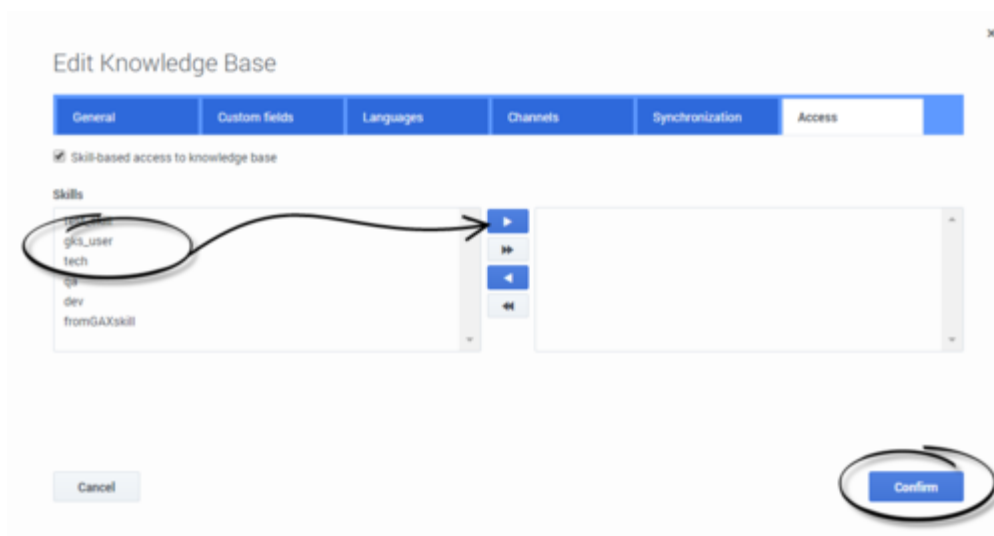 Edit Knowledge Base
General Custom fields Languages Channels Synchronization Access
Skill-based access to knowledge base
Skills
gks_user
tech
qa
dev
fromGAXskill
Cancel Confirm